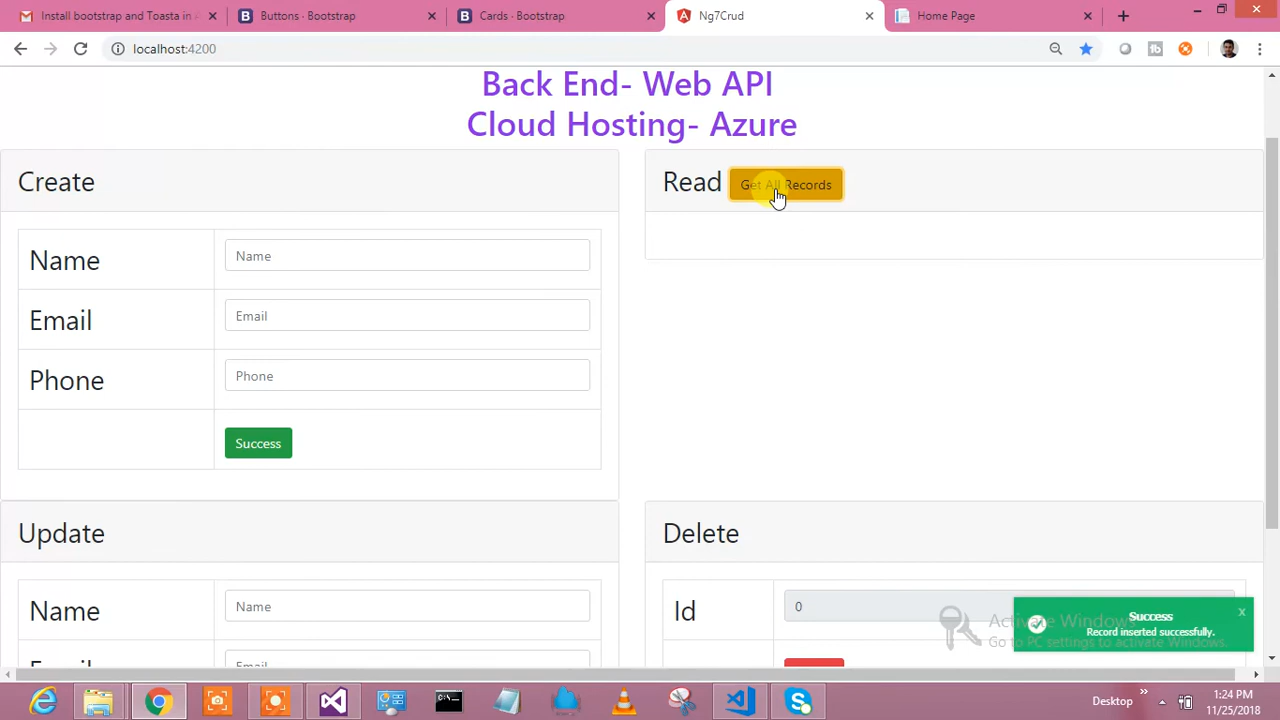 Install bootstrap and Toasta in A
Buttons · Bootstrap
Cards · Bootstrap
Ng7Crud
Home Page
localhost:4200
Back End- Web API
Cloud Hosting- Azure
Create
Read
Get All Records
Name
Name
Email
Email
Phone
Phone
Success
Update
Delete
Name
Name
Id
0
Email
Email
Activate Windows
Go to PC settings to activate Windows.
Success
x
Record inserted successfully.
Desktop
1:24 PM
11/25/2018